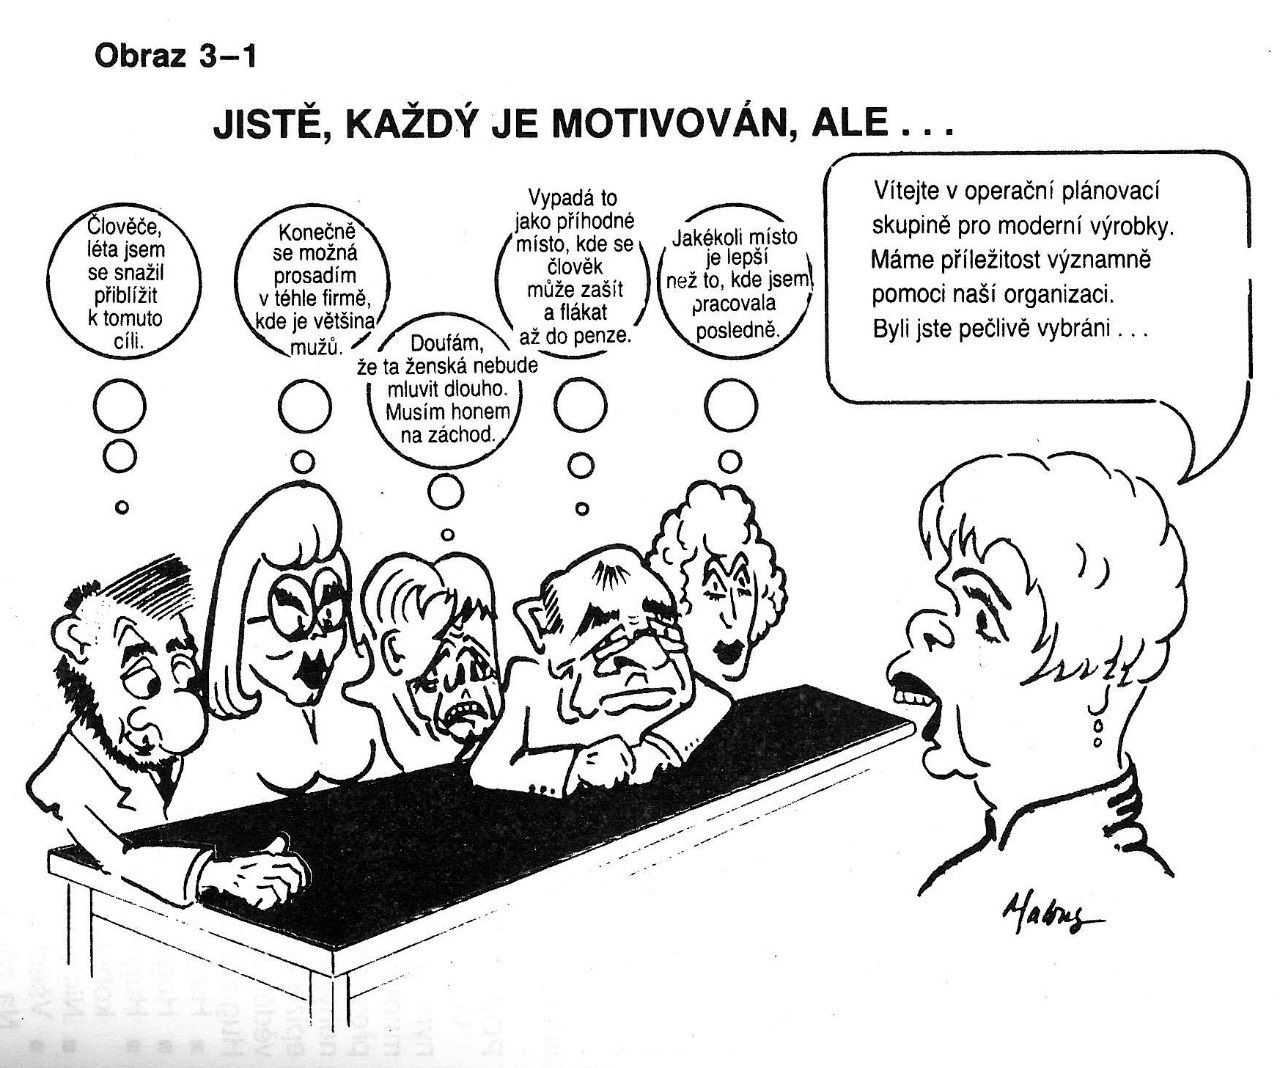 Obraz 3–1
JISTĚ, KAŽDÝ JE MOTIVOVÁN, ALE . . .
Člověče,
léta jsem
se snažil
přiblížit
k tomuto
cíli.
Konečně
se možná
prosadím
v téhle firmě,
kde je většina
mužů.
Doufám,
že ta ženská nebude
mluvit dlouho.
Musím honem
na záchod.
Vypadá to
jako příhodné
místo, kde se
člověk
může zašít
a flákat
až do penze.
Jakékoli místo
je lepší
než to, kde jsem
pracovala
posledně.
Vítejte v operační plánovací
skupině pro moderní výrobky.
Máme příležitost významně
pomoci naší organizaci.
Byli jste pečlivě vybráni . . .